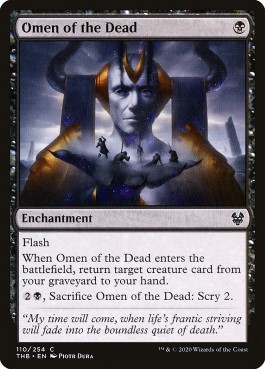 Omen of the Dead
Enchantment
Flash
When Omen of the Dead enters the
battlefield, return target creature card from
your graveyard to your hand.
2, Sacrifice Omen of the Dead: Scry 2.
"My time will come, when life's frantic striving
will fade into the boundless quiet of death."
110/254 C
THB • EN Piotr Dura
™ & © 2020 Wizards of the Coast